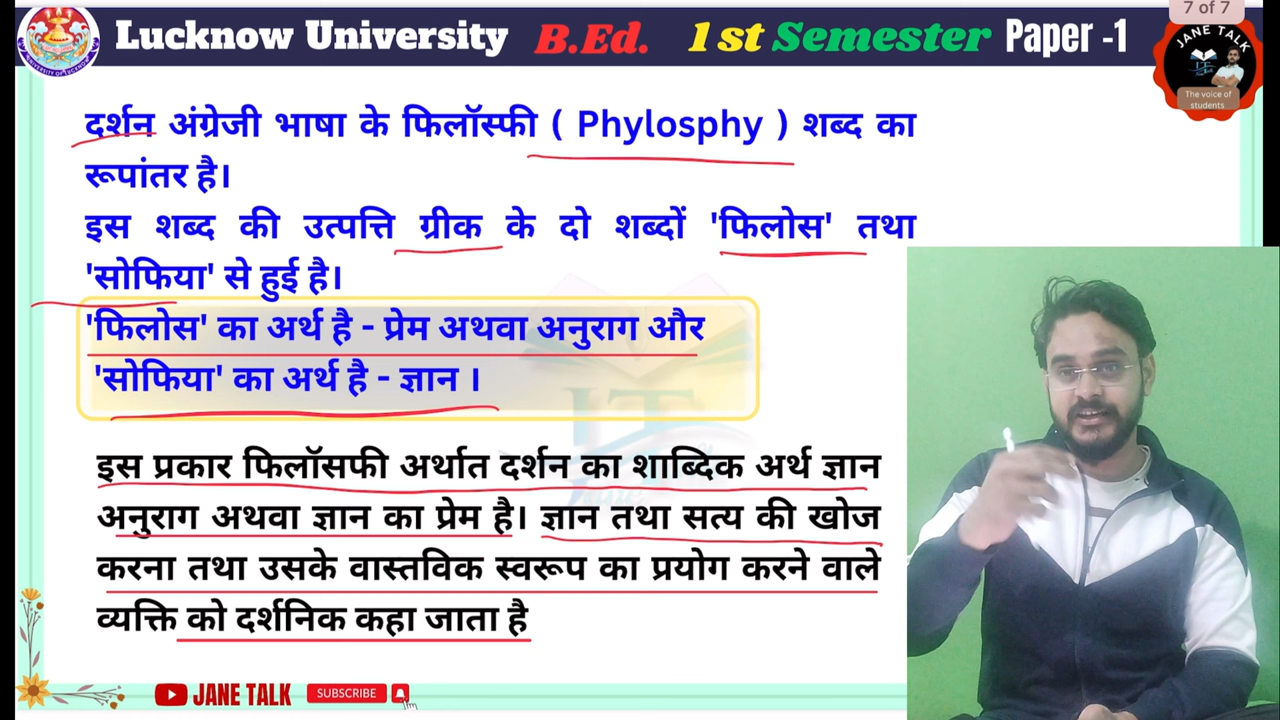 7 of 7
Lucknow University B.Ed. 1st Semester Paper -1
JANE TALK
The voice of
students
दर्शन अंग्रेजी भाषा के फिलॉस्फी ( Phylosphy ) शब्द का
रूपांतर है।
इस शब्द की उत्पत्ति ग्रीक के दो शब्दों 'फिलोस' तथा
'सोफिया' से हुई है।
'फिलोस' का अर्थ है - प्रेम अथवा अनुराग और
'सोफिया' का अर्थ है - ज्ञान ।
इस प्रकार फिलॉसफी अर्थात दर्शन का शाब्दिक अर्थ ज्ञान
अनुराग अथवा ज्ञान का प्रेम है। ज्ञान तथा सत्य की खोज
करना तथा उसके वास्तविक स्वरूप का प्रयोग करने वाले
व्यक्ति को दर्शनिक कहा जाता है
JANE TALK SUBSCRIBE